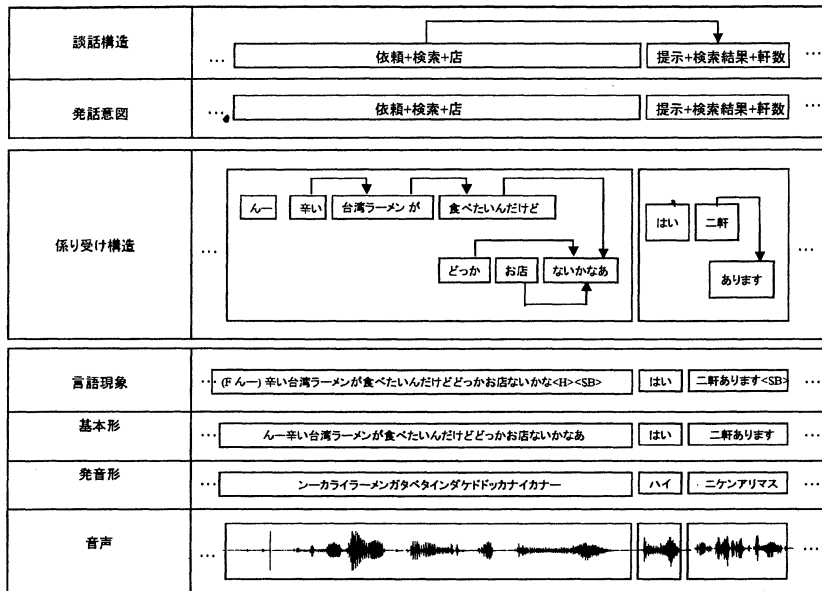 談話構造
… 依頼+検索+店 提示+検索結果+軒数 …
発話意図
… 依頼+検索+店 提示+検索結果+軒数
係り受け構造
んー 辛い 台湾ラーメン が 食べたいんだけど
はい 二軒
… どっか お店 ないかなあ …
あります
言語現象
… (F んー) 辛い台湾ラーメンが食べたいんだけどどっかお店ないかな<H><SB> はい 二軒あります<SB> …
基本形
… んー辛い台湾ラーメンが食べたいんだけどどっかお店ないかなあ はい 二軒あります …
発音形
… ンーカライラーメンガタベタインダケドドッカナイカナー ハイ ニケンアリマス …
音声
… …